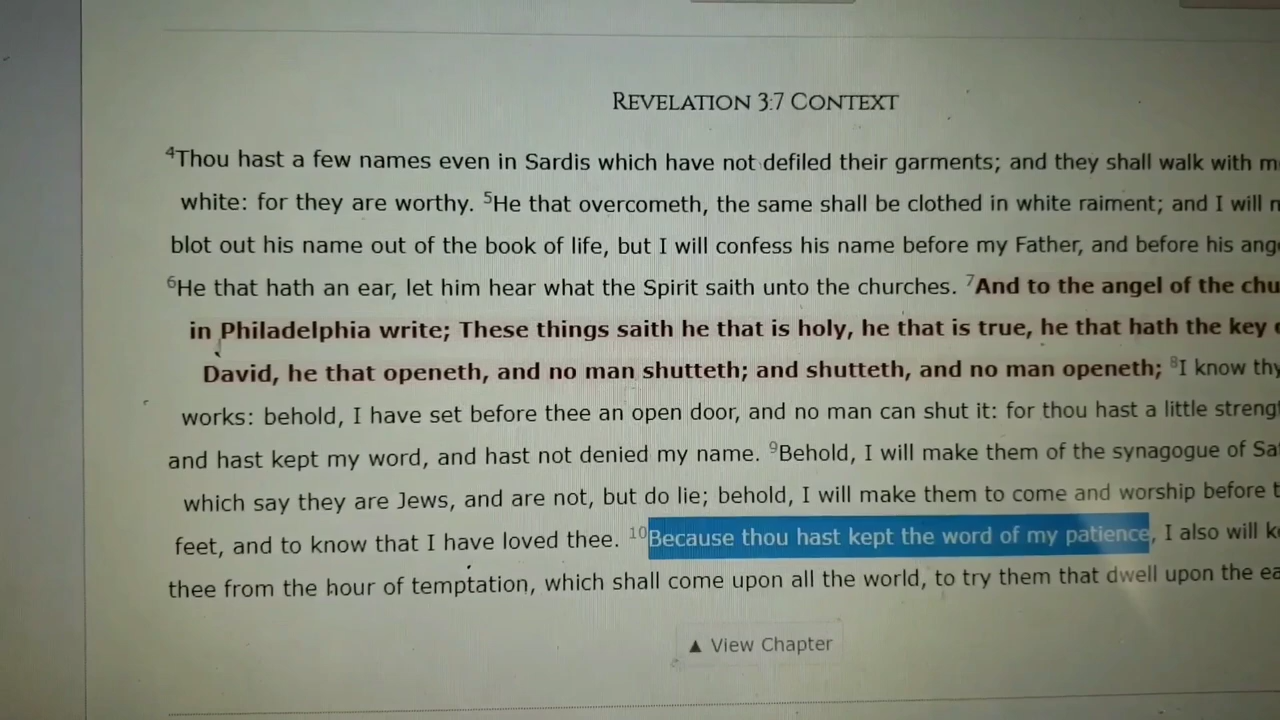 REVELATION 3:7 CONTEXT
4Thou hast a few names even in Sardis which have not defiled their garments; and they shall walk with
white: for they are worthy. 5He that overcometh, the same shall be clothed in white raiment; and I will
blot out his name out of the book of life, but I will confess his name before my Father, and before his
6He that hath an ear, let him hear what the Spirit saith unto the churches. 7And to the angel of the
in Philadelphia write; These things saith he that is holy, he that is true, he that hath the key
David, he that openeth, and no man shutteth; and shutteth, and no man openeth; 8I know thy
works: behold, I have set before thee an open door, and no man can shut it: for thou hast a little
and hast kept my word, and hast not denied my name. 9Behold, I will make them of the synagogue of
which say they are Jews, and are not, but do lie; behold, I will make them to come and worship before
feet, and to know that I have loved thee. 10Because thou hast kept the word of my patience, I also will
thee from the hour of temptation, which shall come upon all the world, to try them that dwell upon the
▲ View Chapter